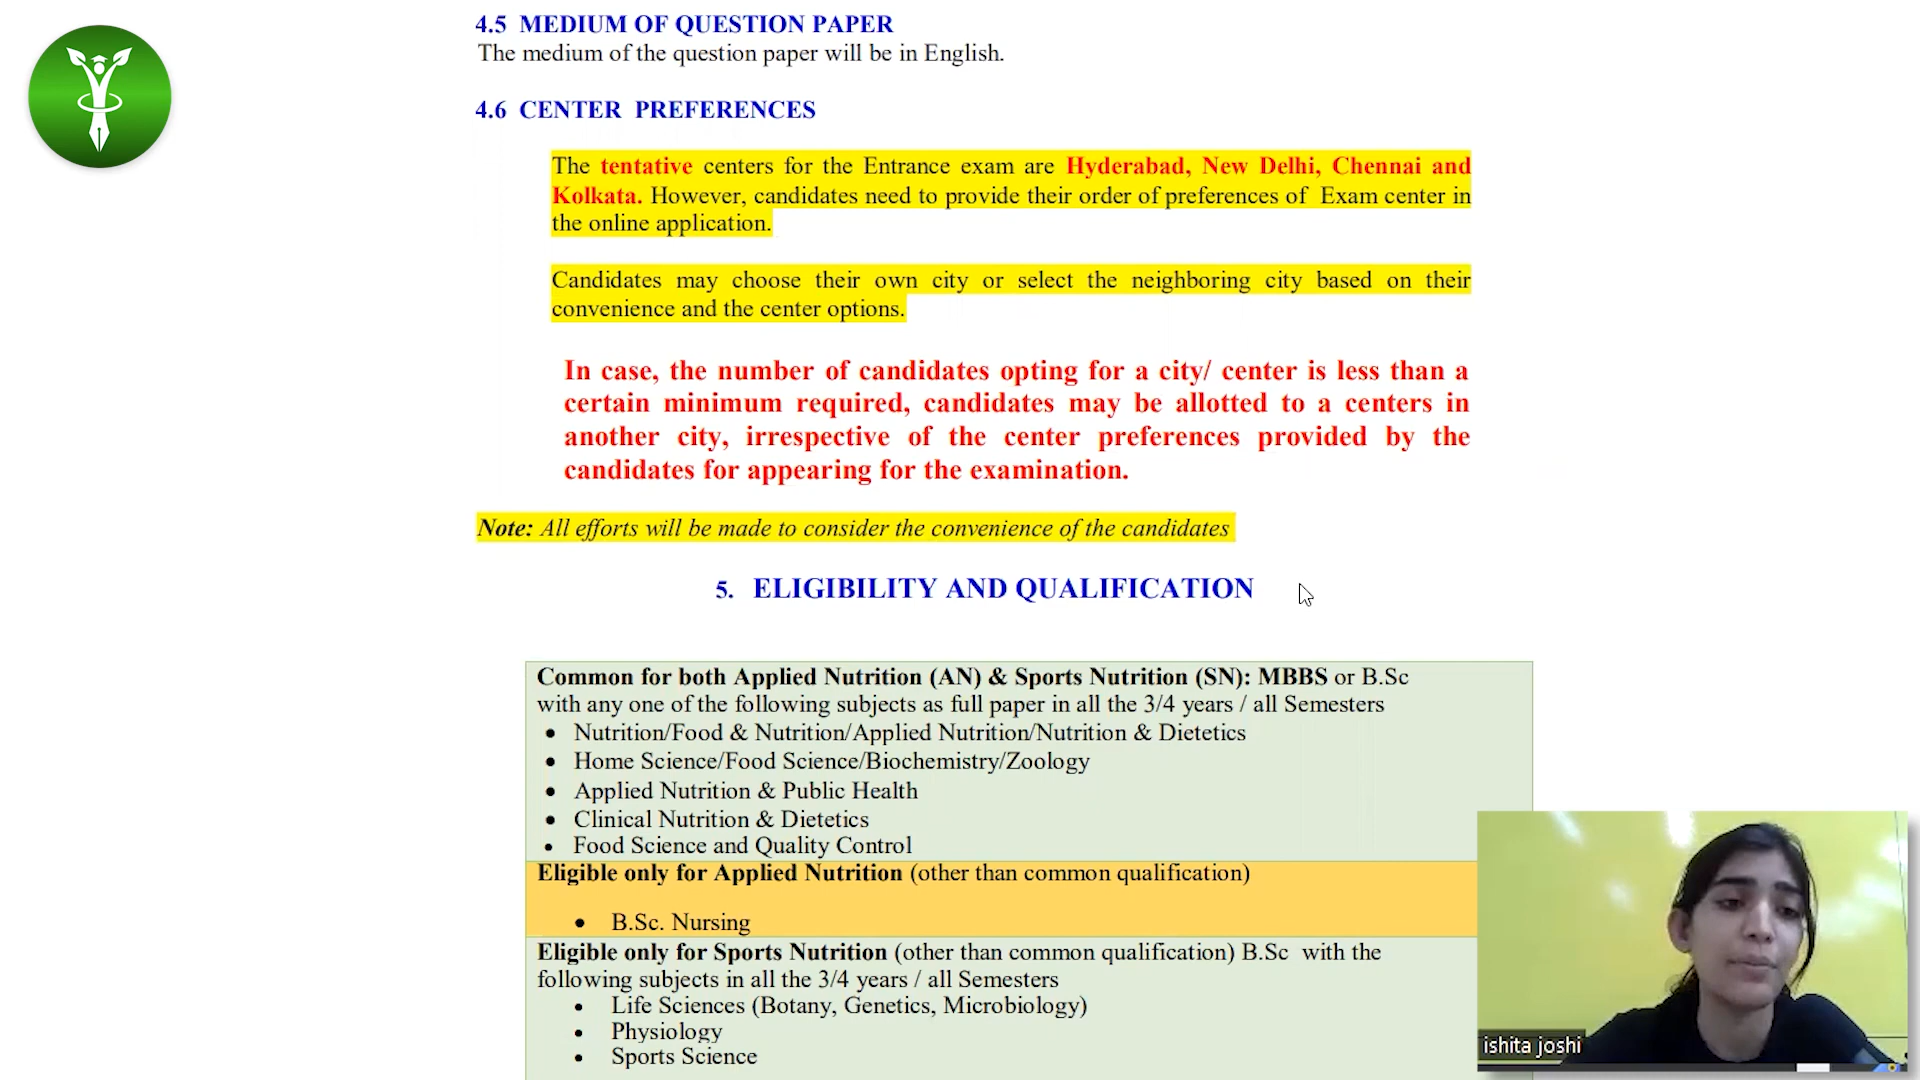 4.5 MEDIUM OF QUESTION PAPER
The medium of the question paper will be in English.
4.6 CENTER PREFERENCES
The tentative centers for the Entrance exam are Hyderabad, New Delhi, Chennai and
Kolkata. However, candidates need to provide their order of preferences of Exam center in
the online application.
Candidates may choose their own city or select the neighboring city based on their
convenience and the center options.
In case, the number of candidates opting for a city/ center is less than a
certain minimum required, candidates may be allotted to a centers in
another city, irrespective of the center preferences provided by the
candidates for appearing for the examination.
Note: All efforts will be made to consider the convenience of the candidates
5. ELIGIBILITY AND QUALIFICATION
Common for both Applied Nutrition (AN) & Sports Nutrition (SN): MBBS or B.Sc
with any one of the following subjects as full paper in all the 3/4 years / all Semesters
• Nutrition/Food & Nutrition/Applied Nutrition/Nutrition & Dietetics
• Home Science/Food Science/Biochemistry/Zoology
• Applied Nutrition & Public Health
• Clinical Nutrition & Dietetics
• Food Science and Quality Control
Eligible only for Applied Nutrition (other than common qualification)
• B.Sc. Nursing
Eligible only for Sports Nutrition (other than common qualification) B.Sc with the
following subjects in all the 3/4 years / all Semesters
• Life Sciences (Botany, Genetics, Microbiology)
• Physiology
• Sports Science
ishita joshi